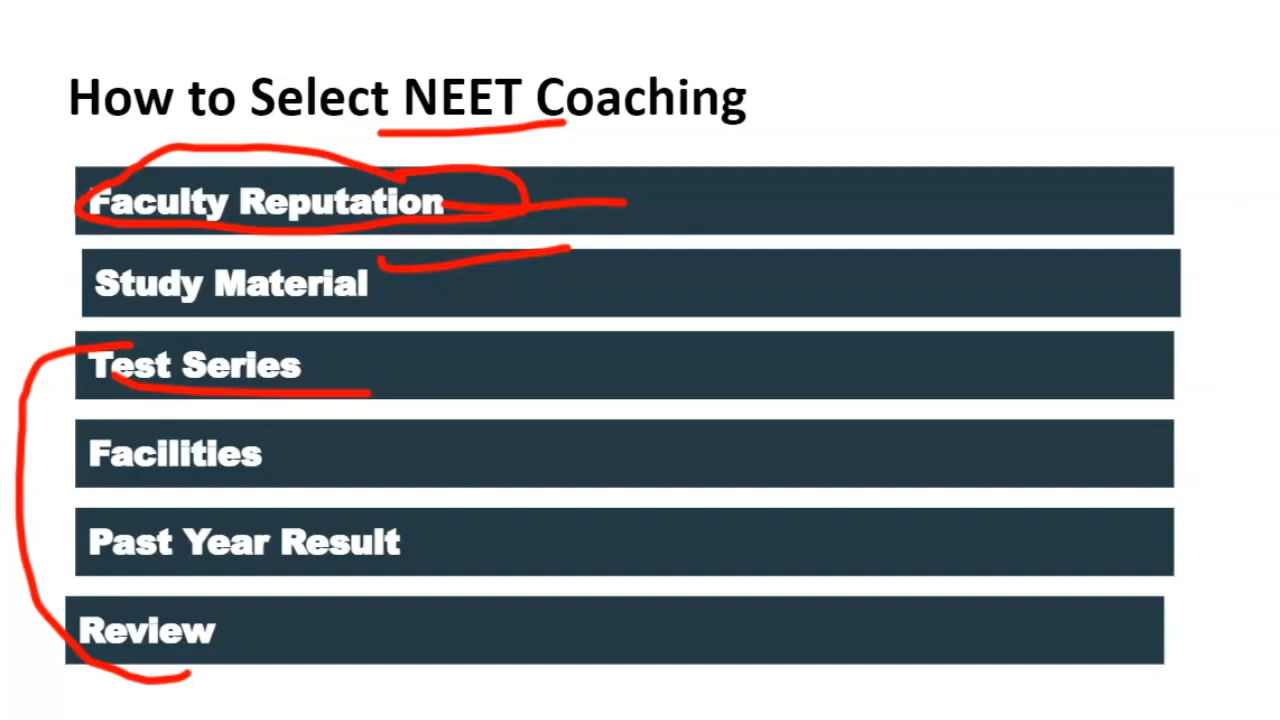 How to Select NEET Coaching
Faculty Reputation
Study Material
Test Series
Facilities
Past Year Result
Review